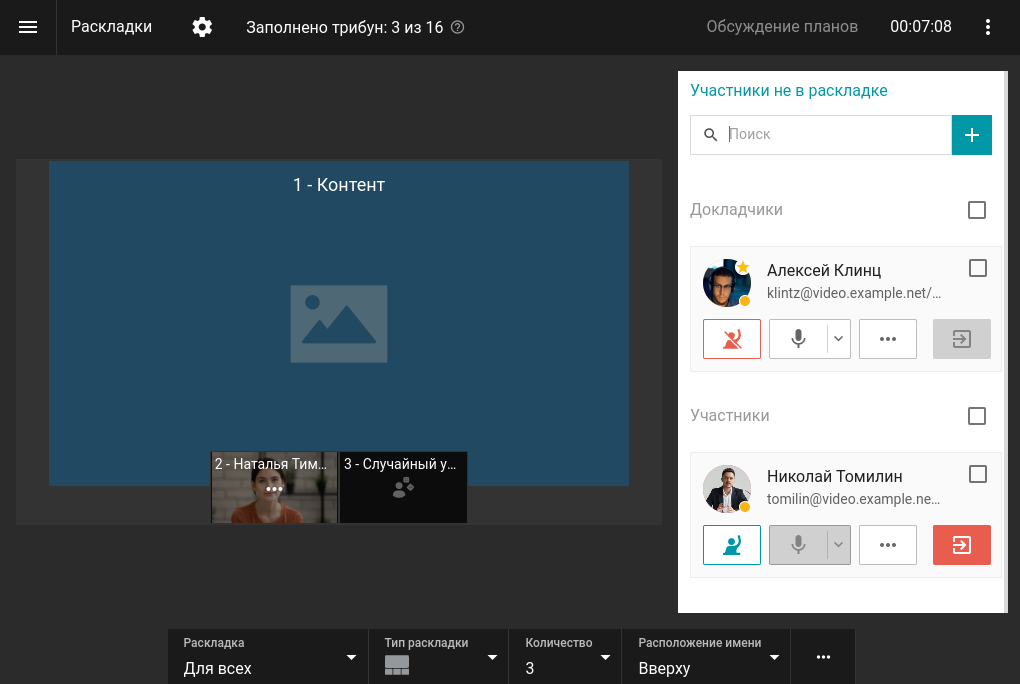 Раскладки
Заполнено трибун: 3 из 16
Обсуждение планов
00:07:08
1 - Контент
2 - Наталья Тим...
3 - Случайный у...
Участники не в раскладке
Поиск
Докладчики
Алексей Клинц
klintz@video.example.net/...
Участники
Николай Томилин
tomilin@video.example.ne...
Раскладка
Для всех
Тип раскладки
Количество
3
Расположение имени
Вверху